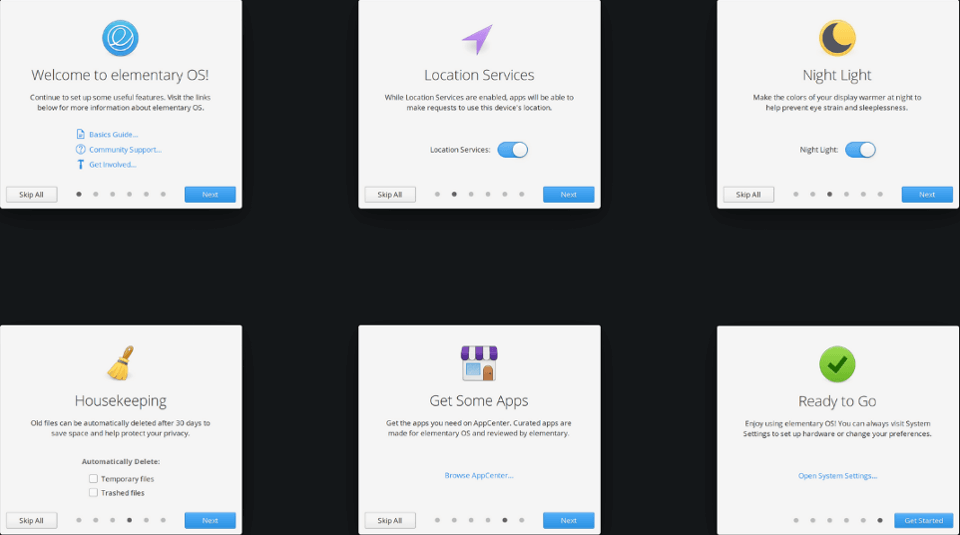 Welcome to elementary OS!
Continue to set up some useful features. Visit the links
below for more information about elementary OS.
Basics Guide...
Community Support...
Get Involved...
Skip All
Next
Location Services
While Location Services are enabled, apps will be able to
make requests to use this device's location.
Location Services:
Skip All
Next
Night Light
Make the colors of your display warmer at night to
help prevent eye strain and sleeplessness.
Night Light:
Skip All
Next
Housekeeping
Old files can be automatically deleted after 30 days to
save space and help protect your privacy.
Automatically Delete:
Temporary files
Trashed files
Skip All
Next
Get Some Apps
Get the apps you need on AppCenter. Curated apps are
made for elementary OS and reviewed by elementary.
Browse AppCenter...
Skip All
Next
Ready to Go
Enjoy using elementary OS! You can always visit System
Settings to set up hardware or change your preferences.
Open System Settings...
Get Started